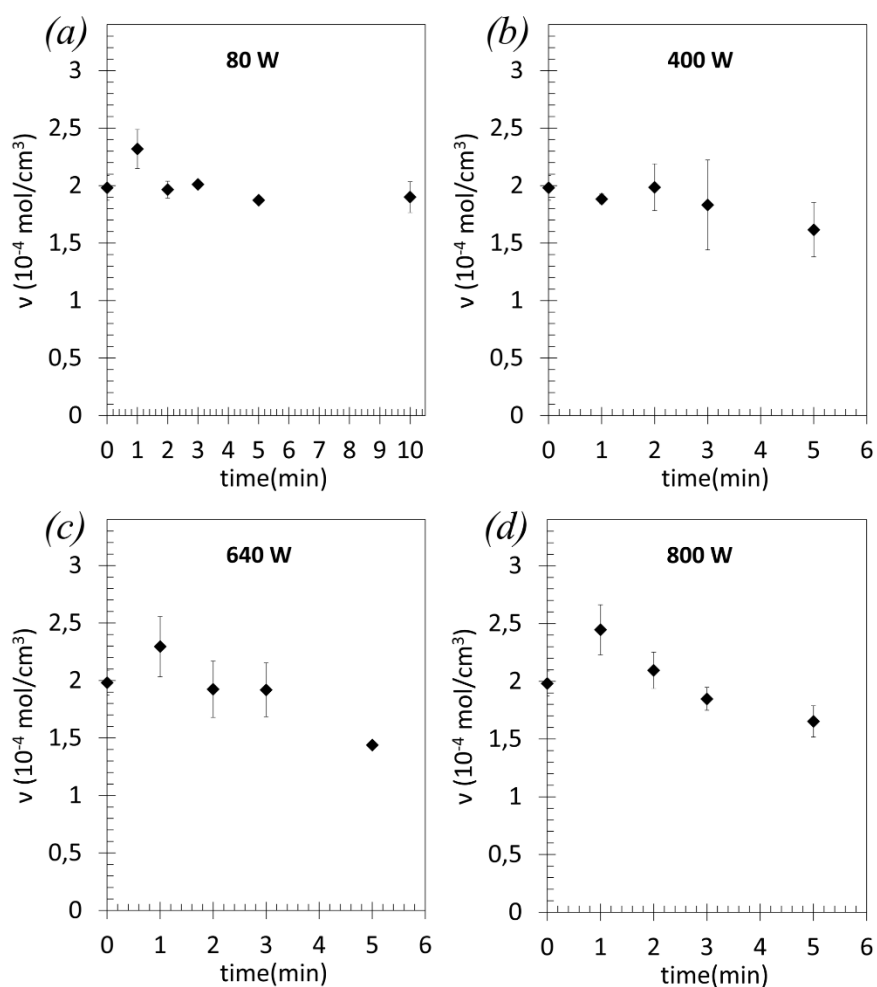 (a)
80 W
ν (10⁻⁴ mol/cm³)
3
2,5
2
1,5
1
0,5
0
0 1 2 3 4 5 6 7 8 9 10
time(min)
(b)
400 W
ν (10⁻⁴ mol/cm³)
3
2,5
2
1,5
1
0,5
0
0 1 2 3 4 5 6
time(min)
(c)
640 W
ν (10⁻⁴ mol/cm³)
3
2,5
2
1,5
1
0,5
0
0 1 2 3 4 5 6
time(min)
(d)
800 W
ν (10⁻⁴ mol/cm³)
3
2,5
2
1,5
1
0,5
0
0 1 2 3 4 5 6
time(min)